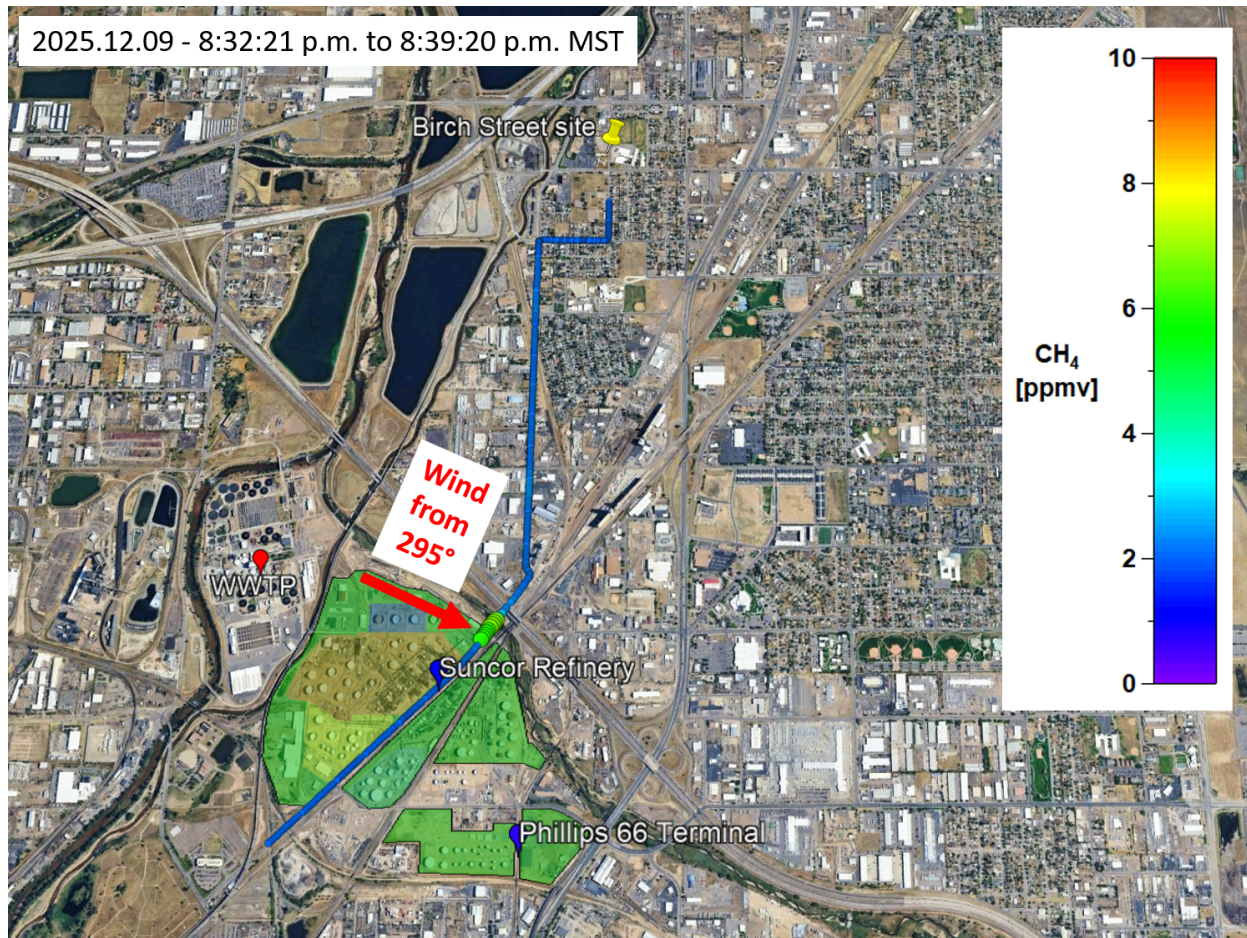 2025.12.09 - 8:32:21 p.m. to 8:39:20 p.m. MST
Birch Street site
Wind
from
295°
WWTP
Suncor Refinery
Phillips 66 Terminal
10
8
6
CH₄
[ppmv]
4
2
0